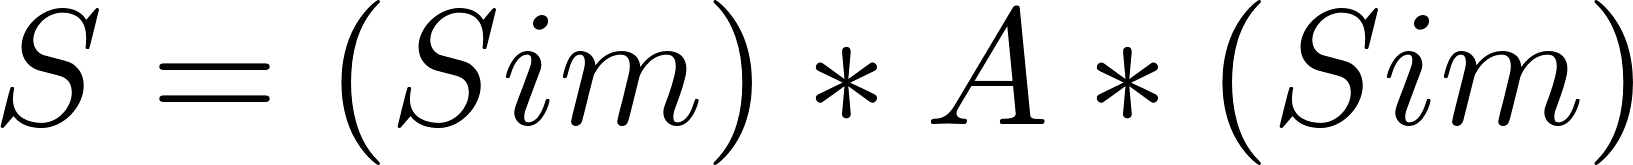 S = (Sim) * A * (Sim)